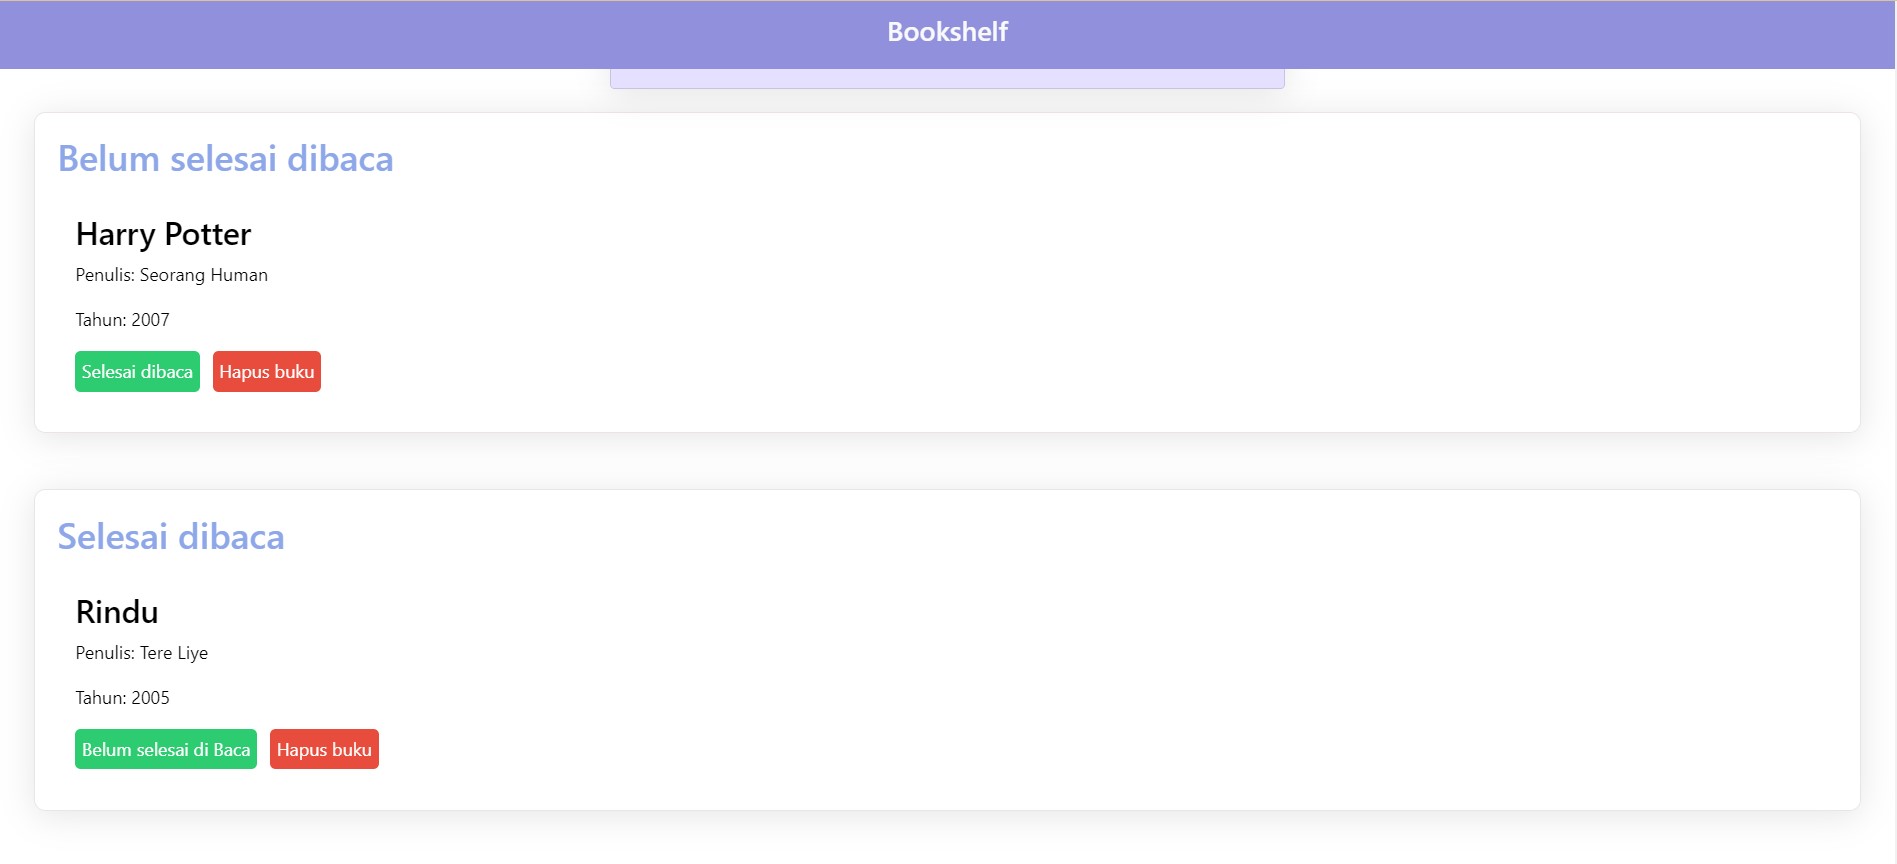 Bookshelf
Belum selesai dibaca
Harry Potter
Penulis: Seorang Human
Tahun: 2007
Selesai dibaca Hapus buku
Selesai dibaca
Rindu
Penulis: Tere Liye
Tahun: 2005
Belum selesai di Baca Hapus buku